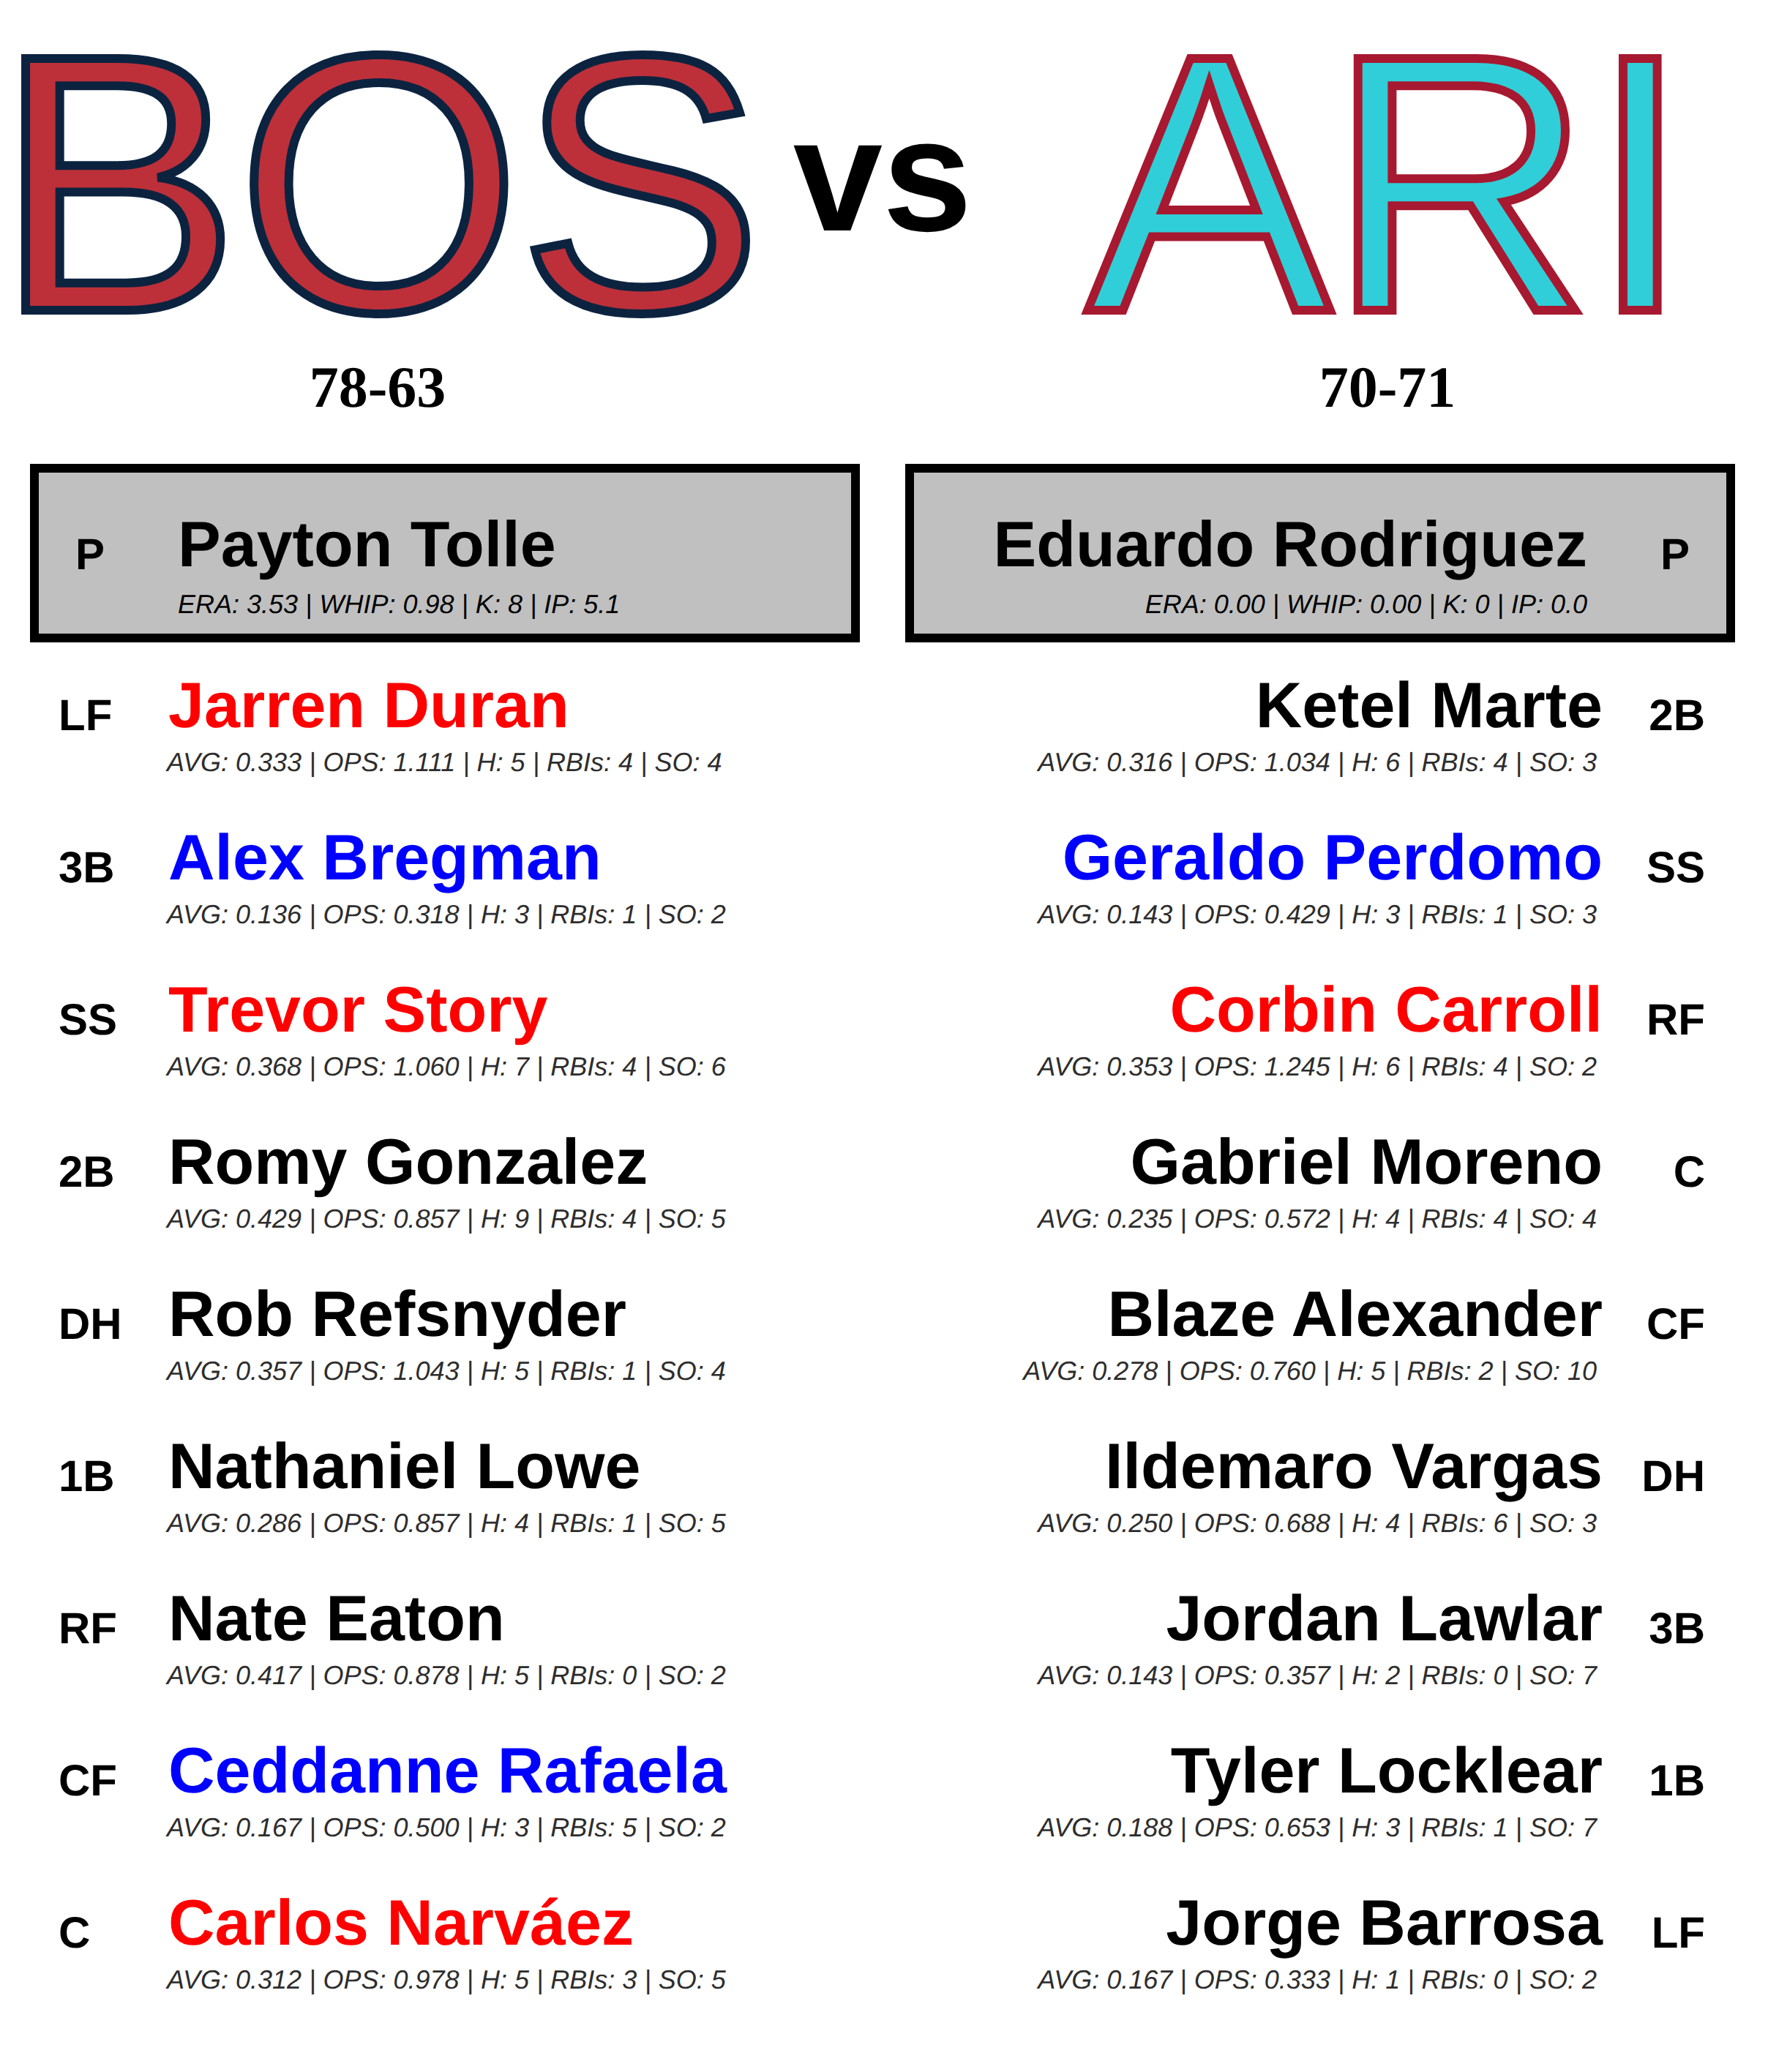 BOS vs ARI
78-63
70-71
P Payton Tolle
ERA: 3.53 | WHIP: 0.98 | K: 8 | IP: 5.1
Eduardo Rodriguez P
ERA: 0.00 | WHIP: 0.00 | K: 0 | IP: 0.0
LF Jarren Duran
AVG: 0.333 | OPS: 1.111 | H: 5 | RBIs: 4 | SO: 4
3B Alex Bregman
AVG: 0.136 | OPS: 0.318 | H: 3 | RBIs: 1 | SO: 2
SS Trevor Story
AVG: 0.368 | OPS: 1.060 | H: 7 | RBIs: 4 | SO: 6
2B Romy Gonzalez
AVG: 0.429 | OPS: 0.857 | H: 9 | RBIs: 4 | SO: 5
DH Rob Refsnyder
AVG: 0.357 | OPS: 1.043 | H: 5 | RBIs: 1 | SO: 4
1B Nathaniel Lowe
AVG: 0.286 | OPS: 0.857 | H: 4 | RBIs: 1 | SO: 5
RF Nate Eaton
AVG: 0.417 | OPS: 0.878 | H: 5 | RBIs: 0 | SO: 2
CF Ceddanne Rafaela
AVG: 0.167 | OPS: 0.500 | H: 3 | RBIs: 5 | SO: 2
C Carlos Narváez
AVG: 0.312 | OPS: 0.978 | H: 5 | RBIs: 3 | SO: 5
Ketel Marte 2B
AVG: 0.316 | OPS: 1.034 | H: 6 | RBIs: 4 | SO: 3
Geraldo Perdomo SS
AVG: 0.143 | OPS: 0.429 | H: 3 | RBIs: 1 | SO: 3
Corbin Carroll RF
AVG: 0.353 | OPS: 1.245 | H: 6 | RBIs: 4 | SO: 2
Gabriel Moreno C
AVG: 0.235 | OPS: 0.572 | H: 4 | RBIs: 4 | SO: 4
Blaze Alexander CF
AVG: 0.278 | OPS: 0.760 | H: 5 | RBIs: 2 | SO: 10
Ildemaro Vargas DH
AVG: 0.250 | OPS: 0.688 | H: 4 | RBIs: 6 | SO: 3
Jordan Lawlar 3B
AVG: 0.143 | OPS: 0.357 | H: 2 | RBIs: 0 | SO: 7
Tyler Locklear 1B
AVG: 0.188 | OPS: 0.653 | H: 3 | RBIs: 1 | SO: 7
Jorge Barrosa LF
AVG: 0.167 | OPS: 0.333 | H: 1 | RBIs: 0 | SO: 2